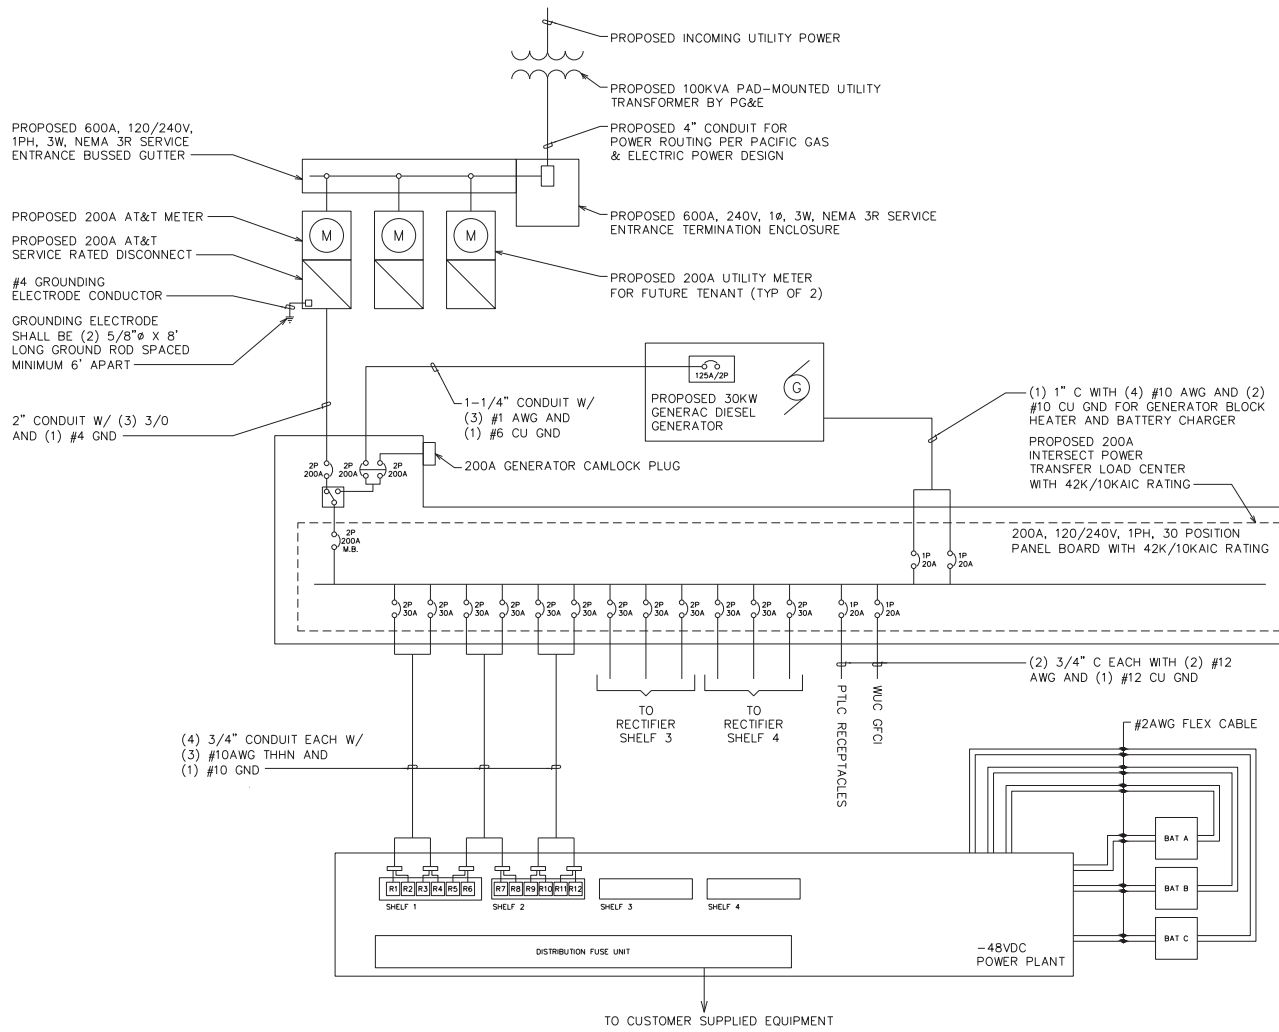 PROPOSED INCOMING UTILITY POWER
PROPOSED 100KVA PAD-MOUNTED UTILITY
TRANSFORMER BY PG&E
PROPOSED 4" CONDUIT FOR
POWER ROUTING PER PACIFIC GAS
& ELECTRIC POWER DESIGN
PROPOSED 600A, 120/240V,
1PH, 3W, NEMA 3R SERVICE
ENTRANCE BUSSED GUTTER
PROPOSED 200A AT&T METER
PROPOSED 200A AT&T
SERVICE RATED DISCONNECT
#4 GROUNDING
ELECTRODE CONDUCTOR
GROUNDING ELECTRODE
SHALL BE (2) 5/8"ø X 8'
LONG GROUND ROD SPACED
MINIMUM 6' APART
M
M
M
PROPOSED 600A, 240V, 1ø, 3W, NEMA 3R SERVICE
ENTRANCE TERMINATION ENCLOSURE
PROPOSED 200A UTILITY METER
FOR FUTURE TENANT (TYP OF 2)
2" CONDUIT W/ (3) 3/0
AND (1) #4 GND
1-1/4" CONDUIT W/
(3) #1 AWG AND
(1) #6 CU GND
125A/2P
G
PROPOSED 30KW
GENERAC DIESEL
GENERATOR
(1) 1" C WITH (4) #10 AWG AND (2)
#10 CU GND FOR GENERATOR BLOCK
HEATER AND BATTERY CHARGER
PROPOSED 200A
INTERSECT POWER
TRANSFER LOAD CENTER
WITH 42K/10KAIC RATING
200A GENERATOR CAMLOCK PLUG
2P
200A
2P
200A
2P
200A
2P
200A
M.B.
200A, 120/240V, 1PH, 30 POSITION
PANEL BOARD WITH 42K/10KAIC RATING
1P
20A
1P
20A
2P
30A
2P
30A
2P
30A
2P
30A
2P
30A
2P
30A
2P
30A
2P
30A
2P
30A
2P
30A
2P
30A
2P
30A
1P
20A
1P
20A
(2) 3/4" C EACH WITH (2) #12
AWG AND (1) #12 CU GND
TO
RECTIFIER
SHELF 3
TO
RECTIFIER
SHELF 4
PTLC RECEPTACLES
WUC GFCI
(4) 3/4" CONDUIT EACH W/
(3) #10AWG THHN AND
(1) #10 GND
#2AWG FLEX CABLE
BAT A
BAT B
BAT C
R1 R2 R3 R4 R5 R6
R7 R8 R9 R10 R11 R12
SHELF 1
SHELF 2
SHELF 3
SHELF 4
DISTRIBUTION FUSE UNIT
-48VDC
POWER PLANT
TO CUSTOMER SUPPLIED EQUIPMENT